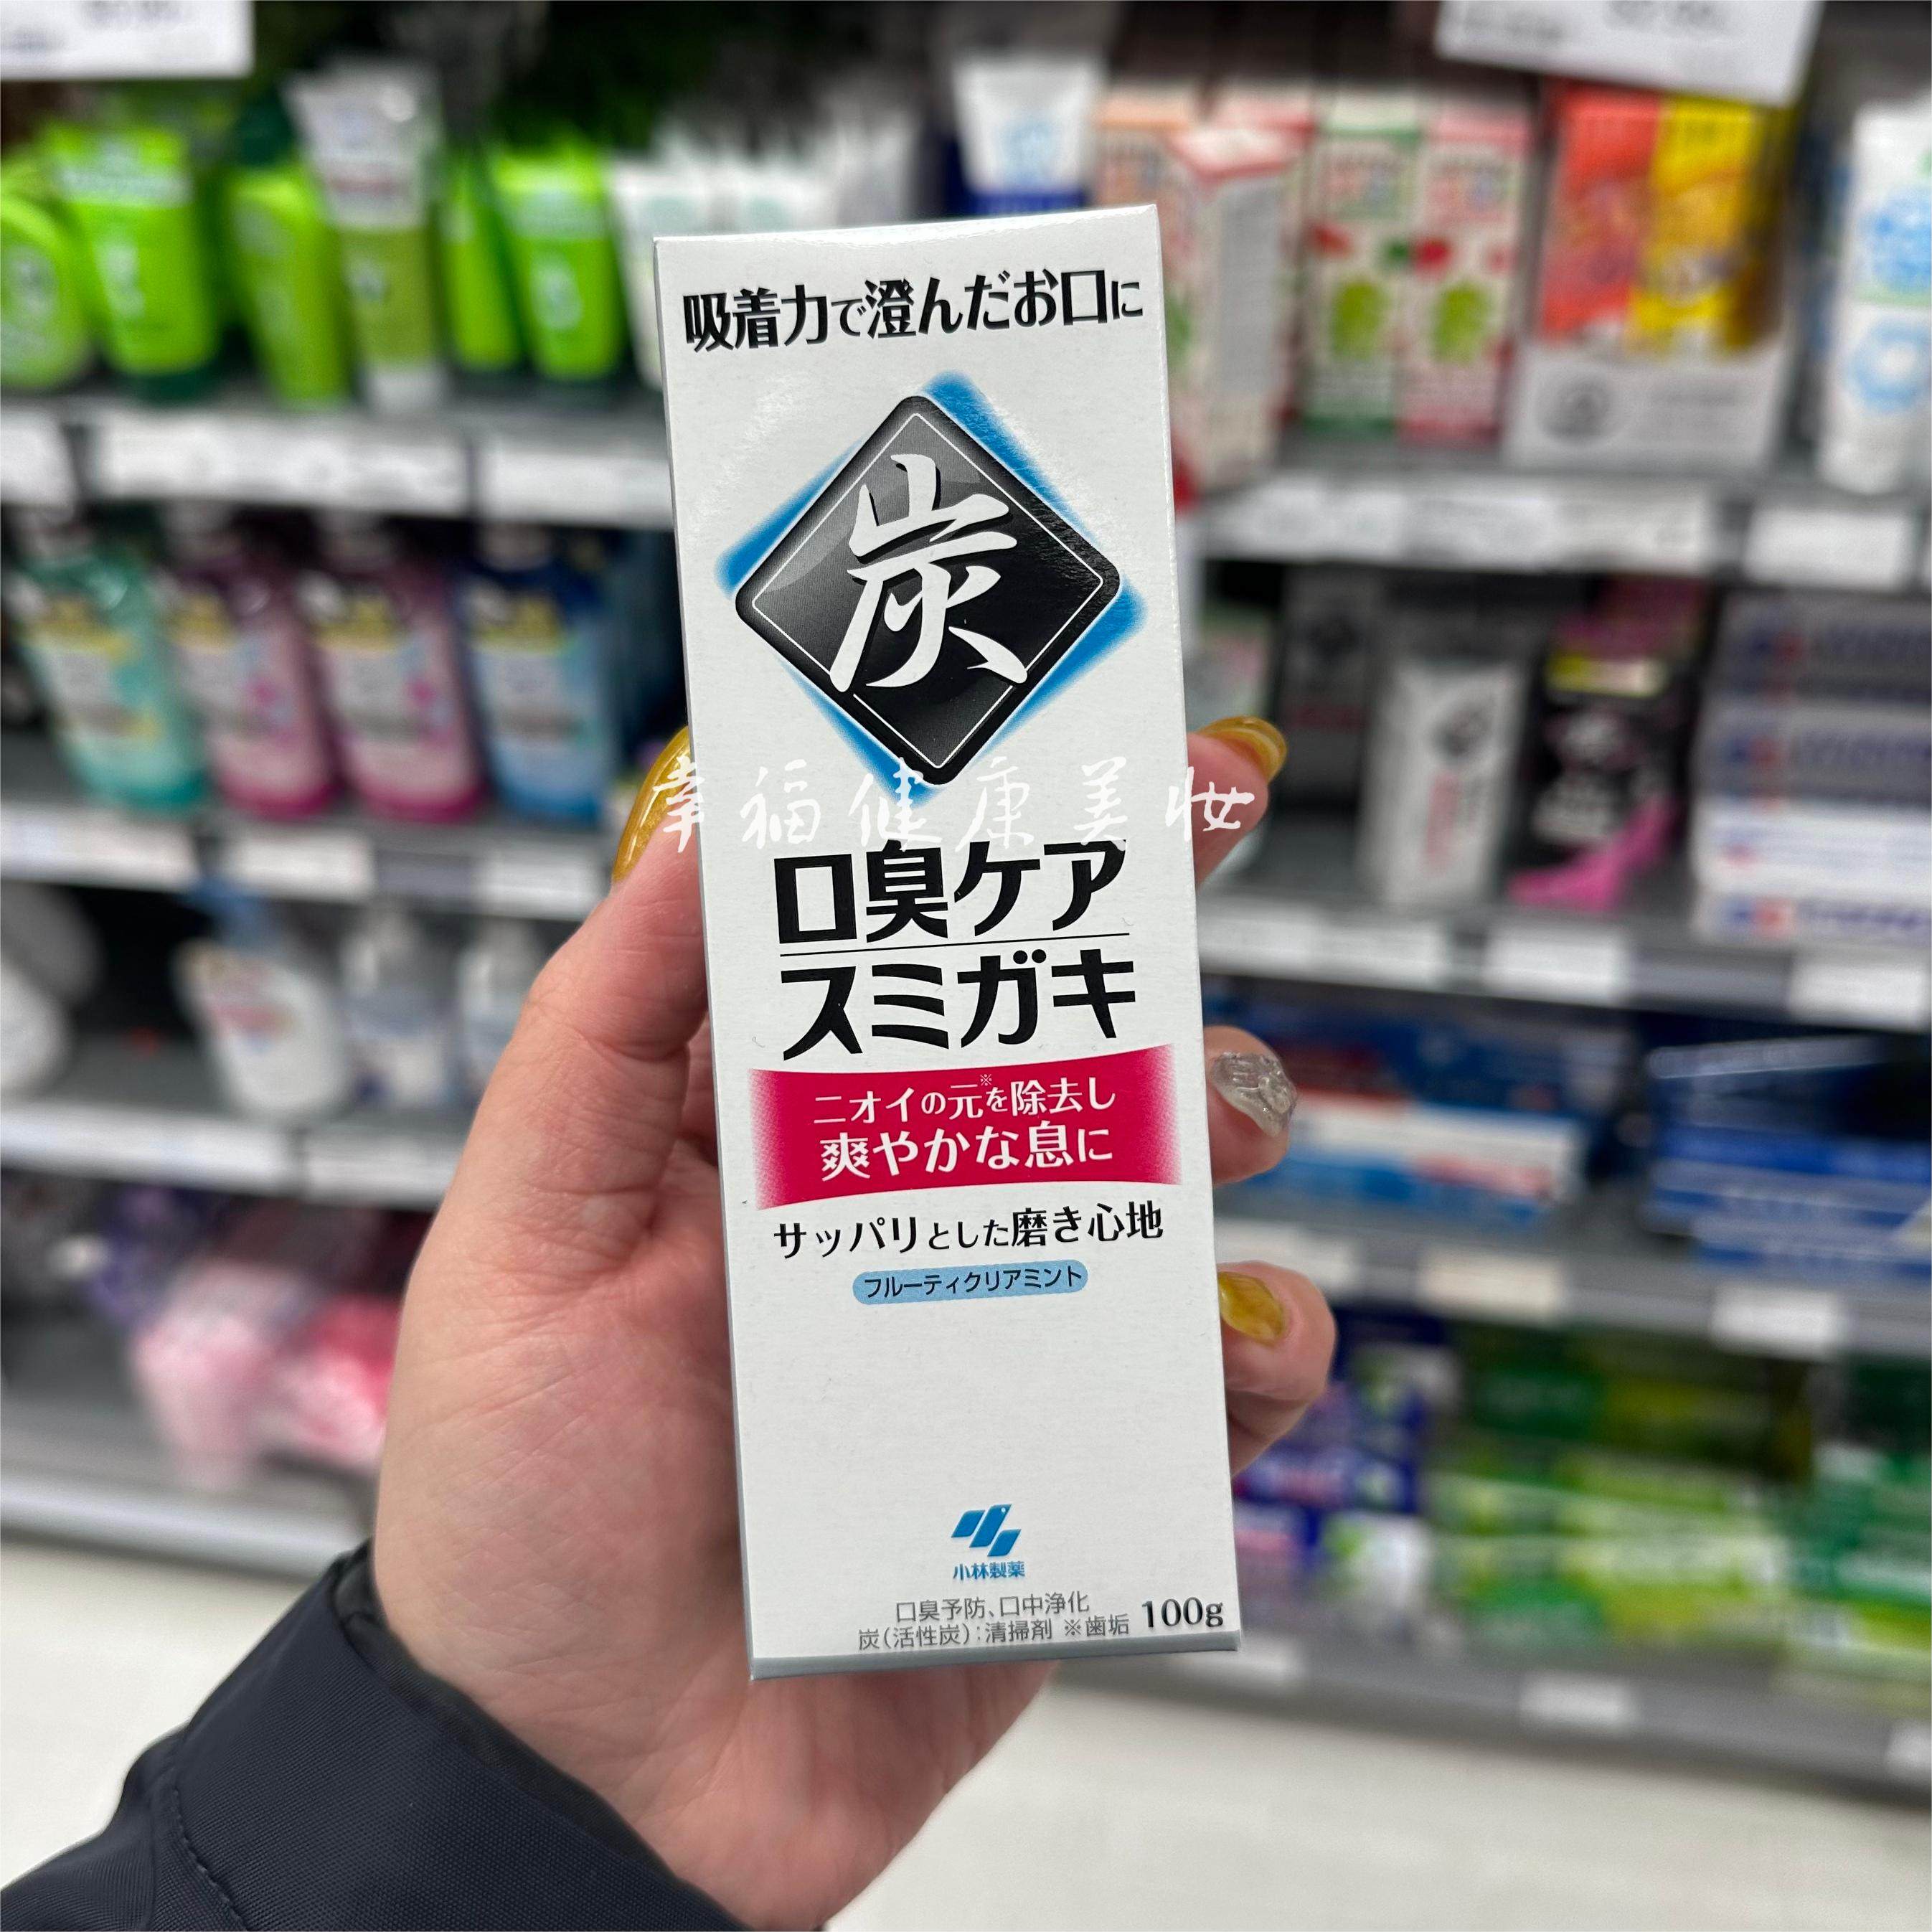 吸着力で澄んだお口に
炭
幸福健康美妆
口臭ケア
スミガキ
ニオイの元※を除去し
爽やかな息に
サッパリとした磨き心地
フルーティクリアミント
小林製薬
口臭予防、口中浄化
炭(活性炭):清掃剤 ※歯垢 100g